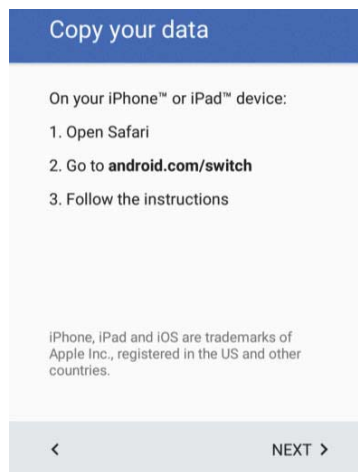 Copy your data
On your iPhone™ or iPad™ device:
1. Open Safari
2. Go to android.com/switch
3. Follow the instructions
iPhone, iPad and iOS are trademarks of
Apple Inc., registered in the US and other
countries.
NEXT